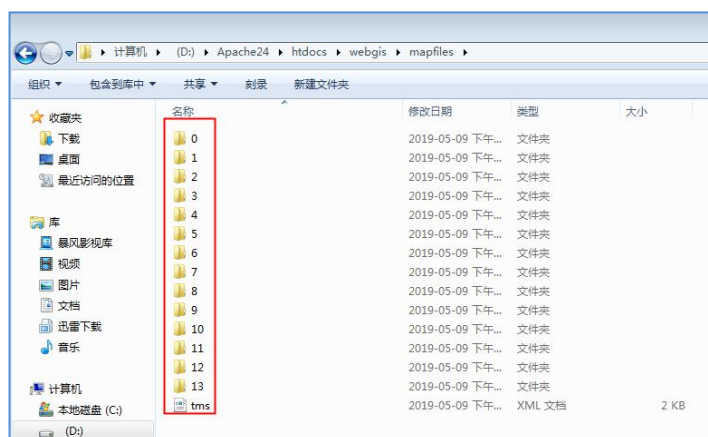 计算机 ▸ (D:) ▸ Apache24 ▸ htdocs ▸ webgis ▸ mapfiles ▸
组织 ▼ 包含到库中 ▼ 共享 ▼ 刻录 新建文件夹
名称 修改日期 类型 大小
收藏夹
下载
桌面
最近访问的位置
库
暴风影视库
视频
图片
文档
迅雷下载
音乐
计算机
本地磁盘 (C:)
(D:)
0 2019-05-09 下午... 文件夹
1 2019-05-09 下午... 文件夹
2 2019-05-09 下午... 文件夹
3 2019-05-09 下午... 文件夹
4 2019-05-09 下午... 文件夹
5 2019-05-09 下午... 文件夹
6 2019-05-09 下午... 文件夹
7 2019-05-09 下午... 文件夹
8 2019-05-09 下午... 文件夹
9 2019-05-09 下午... 文件夹
10 2019-05-09 下午... 文件夹
11 2019-05-09 下午... 文件夹
12 2019-05-09 下午... 文件夹
13 2019-05-09 下午... 文件夹
tms 2019-05-09 下午... XML 文档 2 KB